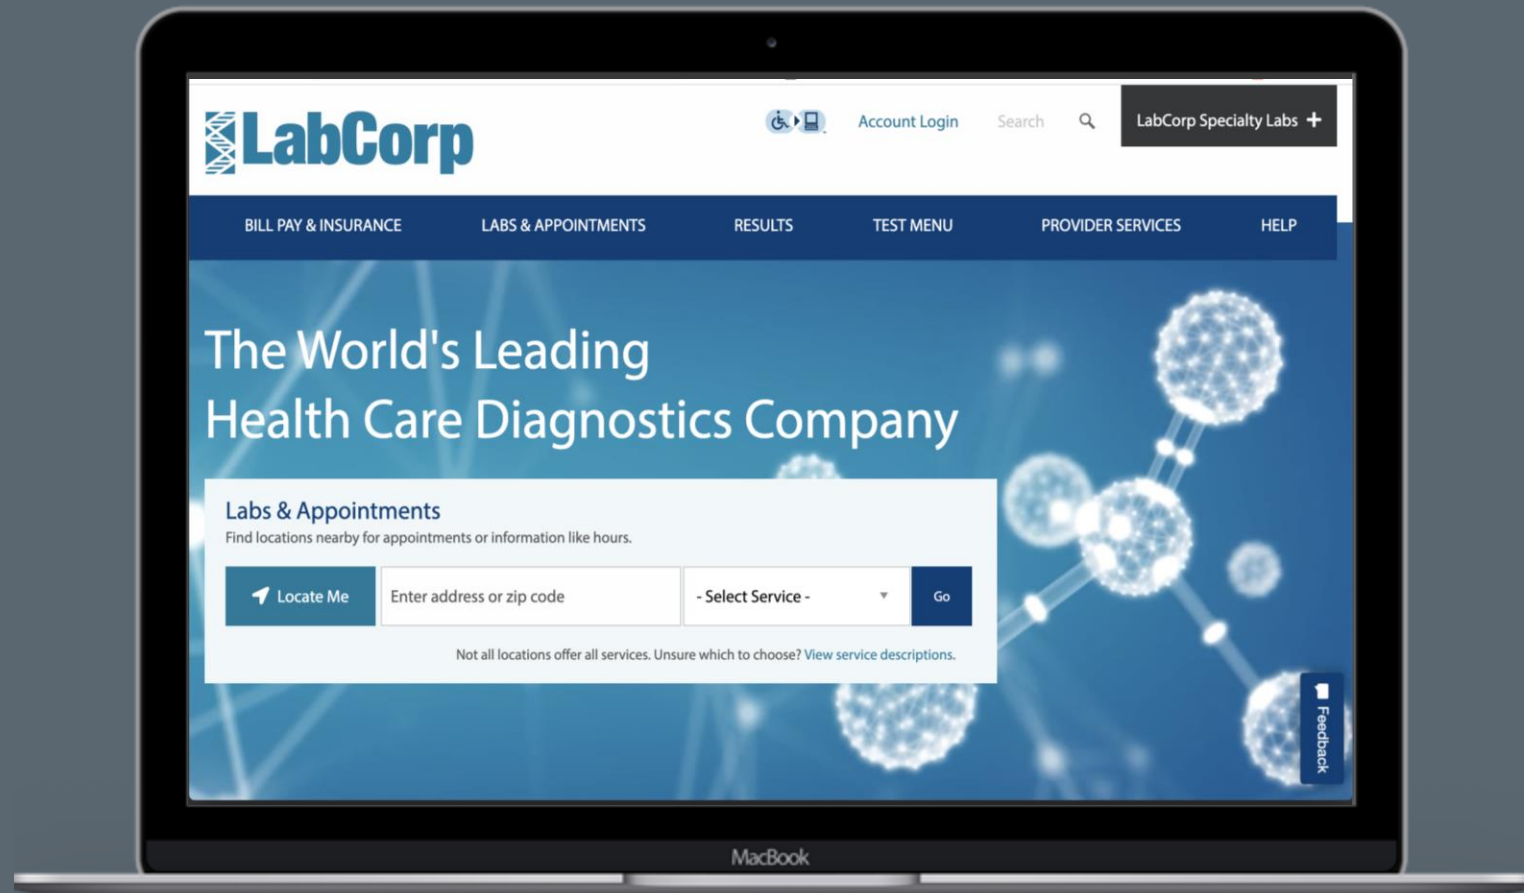 LabCorp
Account Login
Search
LabCorp Specialty Labs +
BILL PAY & INSURANCE
LABS & APPOINTMENTS
RESULTS
TEST MENU
PROVIDER SERVICES
HELP
The World's Leading
Health Care Diagnostics Company
Labs & Appointments
Find locations nearby for appointments or information like hours.
Locate Me
Enter address or zip code
- Select Service -
Go
Not all locations offer all services. Unsure which to choose? View service descriptions.
Feedback
MacBook